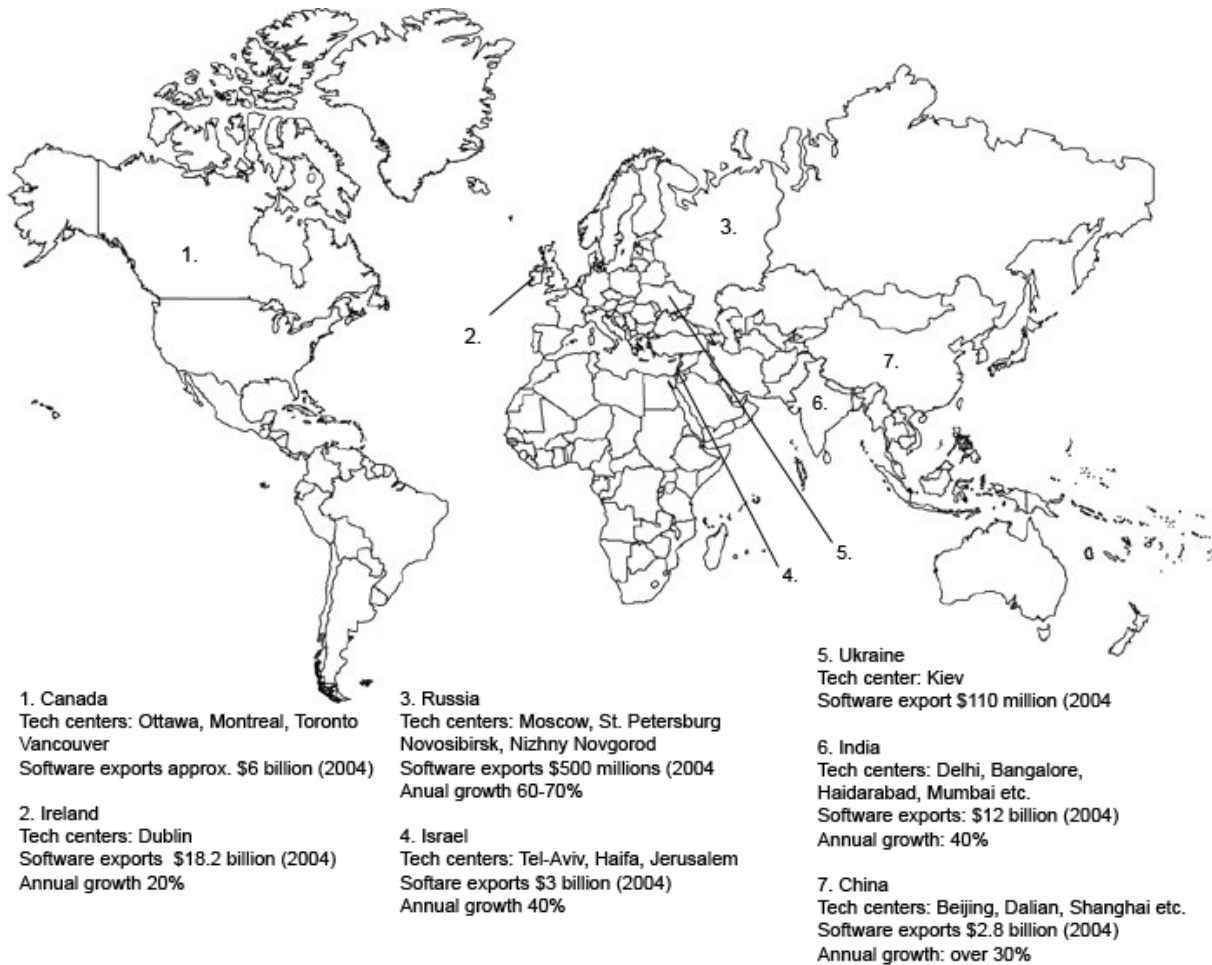 1.
2.
3.
4.
5.
6.
7.
1. Canada
Tech centers: Ottawa, Montreal, Toronto
Vancouver
Software exports approx. $6 billion (2004)
2. Ireland
Tech centers: Dublin
Software exports  $18.2 billion (2004)
Annual growth 20%
3. Russia
Tech centers: Moscow, St. Petersburg
Novosibirsk, Nizhny Novgorod
Software exports $500 millions (2004
Anual growth 60-70%
4. Israel
Tech centers: Tel-Aviv, Haifa, Jerusalem
Softare exports $3 billion (2004)
Annual growth 40%
5. Ukraine
Tech center: Kiev
Software export $110 million (2004
6. India
Tech centers: Delhi, Bangalore,
Haidarabad, Mumbai etc.
Software exports: $12 billion (2004)
Annual growth: 40%
7. China
Tech centers: Beijing, Dalian, Shanghai etc.
Software exports $2.8 billion (2004)
Annual growth: over 30%